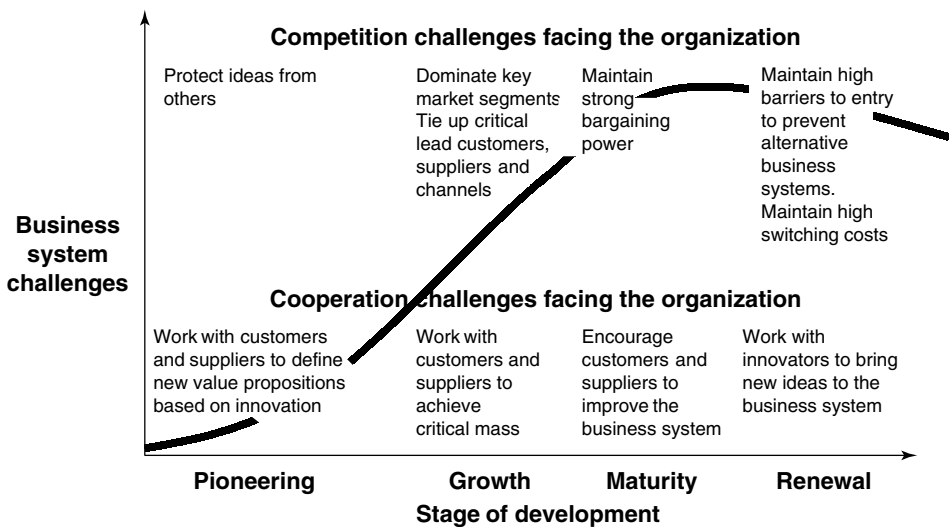 Competition challenges facing the organization
Protect ideas from
others
Dominate key
market segments
Tie up critical
lead customers,
suppliers and
channels
Maintain
strong
bargaining
power
Maintain high
barriers to entry
to prevent
alternative
business
systems.
Maintain high
switching costs
Business
system
challenges
Cooperation challenges facing the organization
Work with customers
and suppliers to define
new value propositions
based on innovation
Work with
customers and
suppliers to
achieve
critical mass
Encourage
customers and
suppliers to
improve the
business system
Work with
innovators to bring
new ideas to the
business system
Pioneering
Growth
Maturity
Renewal
Stage of development